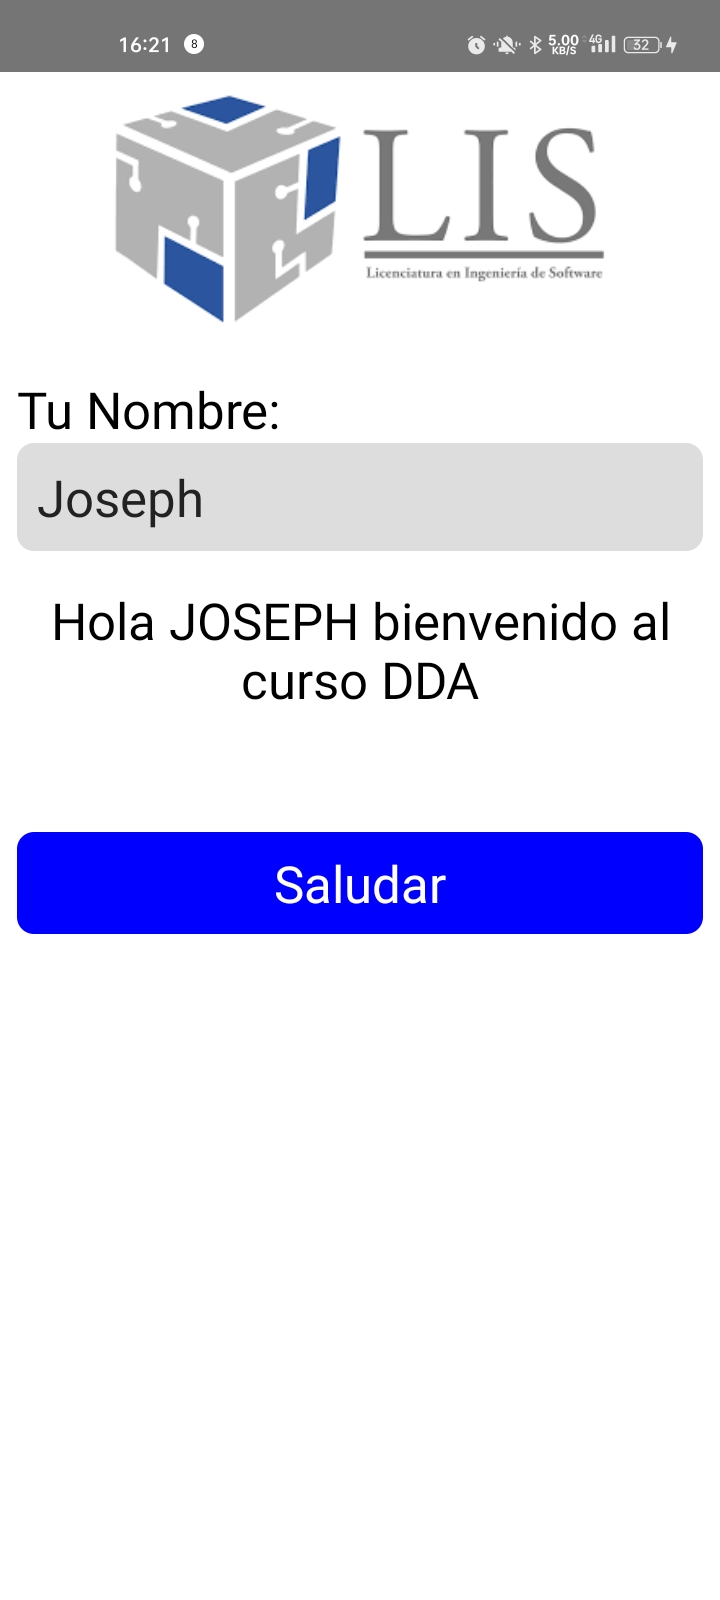 16:21 8 5.00 KB/S 4G 32
LIS
Licenciatura en Ingeniería de Software
Tu Nombre:
Joseph
Hola JOSEPH bienvenido al
curso DDA
Saludar